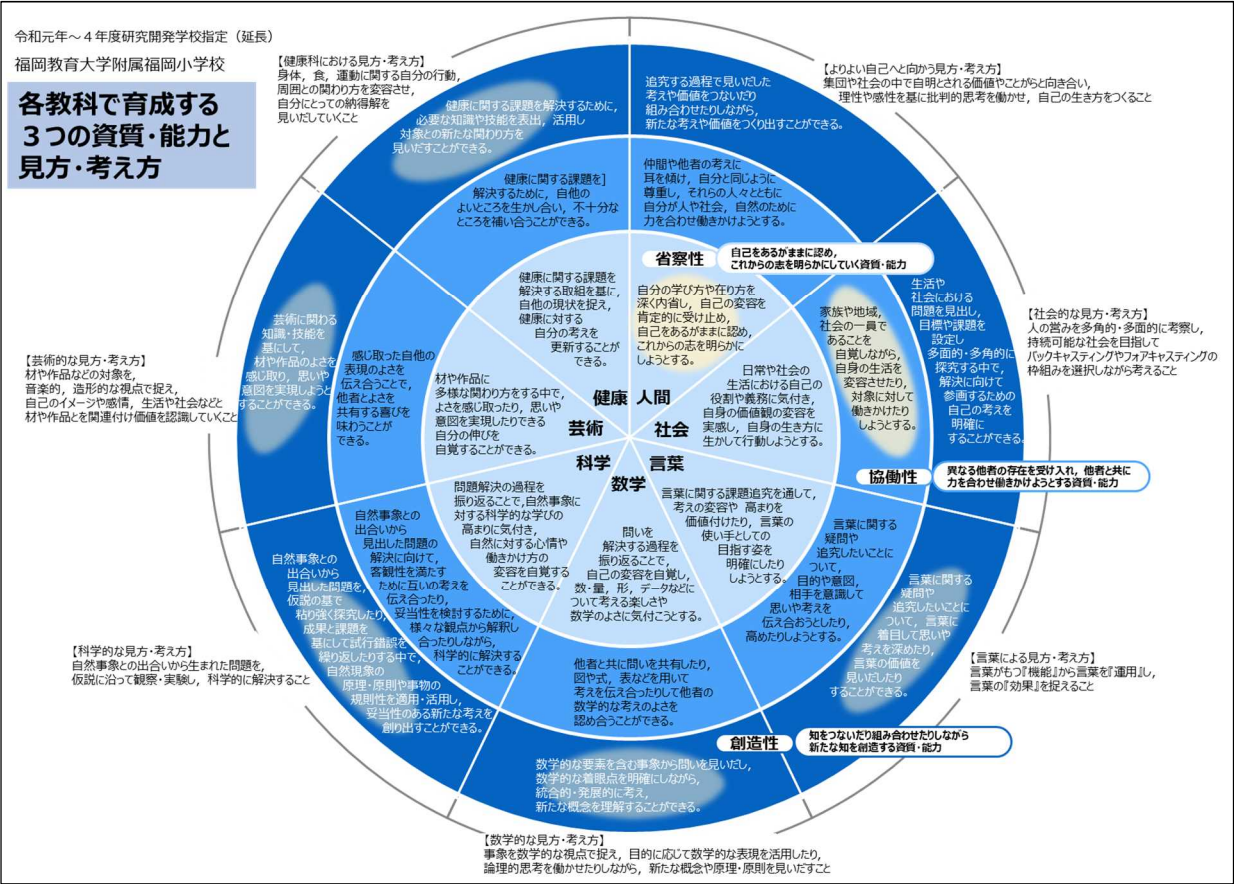 令和元年~4年度研究開発学校指定(延長)
福岡教育大学附属福岡小学校
各教科で育成する
3つの資質・能力と
見方・考え方
【健康科における見方・考え方】
身体,食,運動に関する自分の行動,
周囲との関わり方を変容させ,
自分にとっての納得解を
見いだしていくこと
【よりよい自己へと向かう見方・考え方】
集団や社会の中で自明とされる価値やことがらと向き合い,
理性や感性を基に批判的思考を働かせ,自己の生き方をつくること
健康に関する課題を解決するために,
必要な知識や技能を表出,活用し
対象との新たな関わり方を
見いだすことができる。
追究する過程で見いだした
考えや価値をつないだり
組み合わせたりしながら,
新たな考えや価値をつくり出すことができる。
健康に関する課題を]
解決するために,自他の
よいところを生かし合い,不十分な
ところを補い合うことができる。
仲間や他者の考えに
耳を傾け,自分と同じように
尊重し,それらの人々とともに
自分が人や社会,自然のために
力を合わせ働きかけようとする。
省察性
自己をあるがままに認め,
これからの志を明らかにしていく資質・能力
健康に関する課題を
解決する取組を基に,
自他の現状を捉え,
健康に対する
自分の考えを
更新することが
できる。
自分の学び方や在り方を
深く内省し,自己の変容を
肯定的に受け止め,
自己をあるがままに認め,
これからの志を明らかに
しようとする。
家族や地域,
社会の一員で
あることを
自覚しながら,
自身の生活を
変容させたり,
対象に対して
働きかけたり
しようとする。
生活や
社会における
問題を見出し,
目標や課題を
設定し
多面的・多角的に
探究する中で,
解決に向けて
参画するための
自己の考えを
明確に
することができる。
【社会的な見方・考え方】
人の営みを多角的・多面的に考察し,
持続可能な社会を目指して
バックキャスティングやフォアキャスティングの
枠組みを選択しながら考えること
【芸術的な見方・考え方】
材や作品などの対象を,
音楽的,造形的な視点で捉え,
自己のイメージや感情,生活や社会などと
材や作品とを関連付け価値を認識していくこと
芸術に関わる
知識・技能を
基にして,
材や作品のよさを
感じ取り,思いや
意図を実現しようと
することができる。
感じ取った自他の
表現のよさを
伝え合うことで,
他者とよさを
共有する喜びを
味わうことが
できる。
材や作品に
多様な関わり方をする中で,
よさを感じ取ったり,思いや
意図を実現したりできる
自分の伸びを
自覚することができる。
日常や社会の
生活における自己の
役割や義務に気付き,
自身の価値観の変容を
実感し,自身の生き方に
生かして行動しようとする。
健康
人間
芸術
社会
科学
言葉
数学
協働性
異なる他者の存在を受け入れ,他者と共に
力を合わせ働きかけようとする資質・能力
問題解決の過程を
振り返ることで,自然事象に
対する科学的な学びの
高まりに気付き,
自然に対する心情や
働きかけ方の
変容を自覚する
ことができる。
問いを
解決する過程を
振り返ることで,
自己の変容を自覚し,
数・量,形,データなどに
ついて考える楽しさや
数学のよさに気付こうとする。
言葉に関する課題追究を通して,
考えの変容や 高まりを
価値付けたり,言葉の
使い手としての
目指す姿を
明確にしたり
しようとする。
自然事象との
出合いから
見出した問題の
解決に向けて,
客観性を満たす
ために互いの考えを
伝え合ったり,
妥当性を検討するために,
様々な観点から解釈し
合ったりしながら,
科学的に解決する
ことができる。
言葉に関する
疑問や
追究したいことに
ついて,
目的や意図,
相手を意識して
思いや考えを
伝え合おうとしたり,
高めたりしようとする。
自然事象との
出合いから
見出した問題を,
仮説の基で
粘り強く探究したり,
成果と課題を
基にして試行錯誤を
繰り返したりする中で,
自然現象の
原理・原則や事物の
規則性を適用・活用し,
妥当性のある新たな考えを
創り出すことができる。
言葉に関する
疑問や
追究したいことに
ついて,言葉に
着目して思いや
考えを深めたり,
言葉の価値を
見いだしたり
することができる。
【科学的な見方・考え方】
自然事象との出合いから生まれた問題を,
仮説に沿って観察・実験し,科学的に解決すること
【言葉による見方・考え方】
言葉がもつ『機能』から言葉を『運用』し,
言葉の『効果』を捉えること
他者と共に問いを共有したり,
図や式,表などを用いて
考えを伝え合ったりして他者の
数学的な考えのよさを
認め合うことができる。
創造性
知をつないだり組み合わせたりしながら
新たな知を創造する資質・能力
数学的な要素を含む事象から問いを見いだし,
数学的な着眼点を明確にしながら,
統合的・発展的に考え,
新たな概念を理解することができる。
【数学的な見方・考え方】
事象を数学的な視点で捉え,目的に応じて数学的な表現を活用したり,
論理的思考を働かせたりしながら,新たな概念や原理・原則を見いだすこと